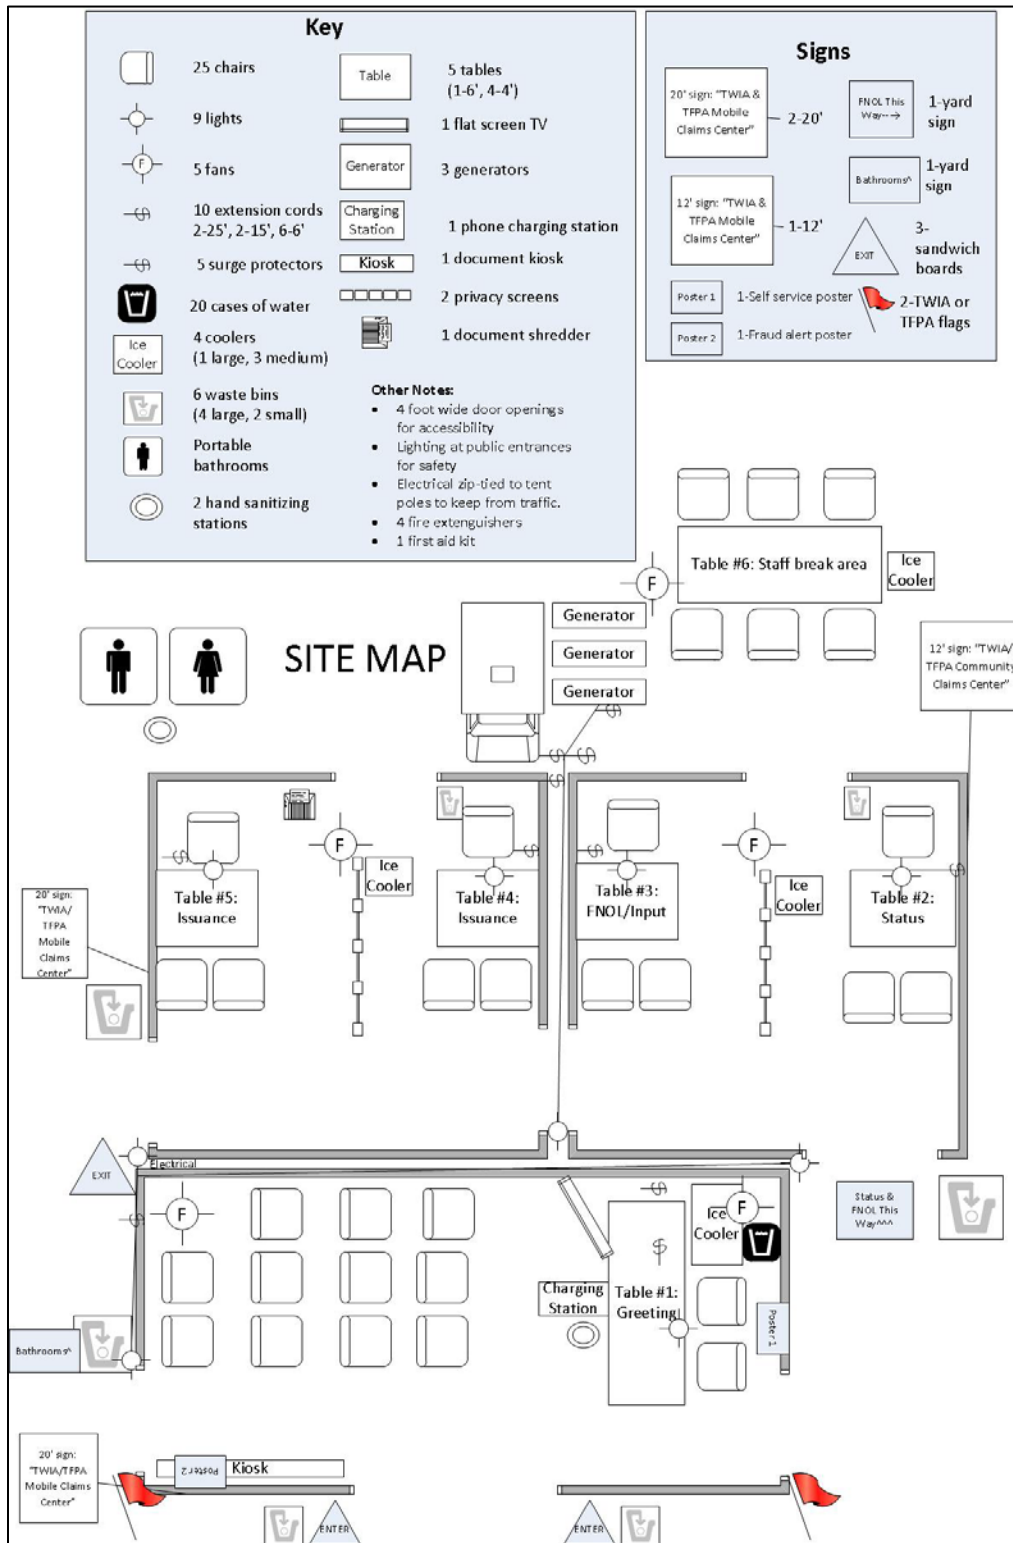 Key
25 chairs
9 lights
F
5 fans
10 extension cords
2-25', 2-15', 6-6'
5 surge protectors
20 cases of water
Ice
Cooler
4 coolers
(1 large, 3 medium)
6 waste bins
(4 large, 2 small)
Portable
bathrooms
2 hand sanitizing
stations
Table
5 tables
(1-6', 4-4')
1 flat screen TV
Generator
3 generators
Charging
Station
1 phone charging station
Kiosk
1 document kiosk
2 privacy screens
1 document shredder
Other Notes:
• 4 foot wide door openings
for accessibility
• Lighting at public entrances
for safety
• Electrical zip-tied to tent
poles to keep from traffic.
• 4 fire extenguishers
• 1 first aid kit
Signs
20' sign: "TWIA &
TFPA Mobile
Claims Center"
2-20'
FNOL This
Way--→
1-yard
sign
12' sign: "TWIA &
TFPA Mobile
Claims Center"
1-12'
Bathrooms^
1-yard
sign
EXIT
3-
sandwich
boards
Poster 1
1-Self service poster
Poster 2
1-Fraud alert poster
2-TWIA or
TFPA flags
Table #6: Staff break area
Ice
Cooler
F
SITE MAP
Generator
Generator
Generator
12' sign: "TWIA/
TFPA Community
Claims Center"
F
Ice
Cooler
F
Ice
Cooler
Table #5:
Issuance
Table #4:
Issuance
Table #3:
FNOL/Input
Table #2:
Status
20' sign:
"TWIA/
TFPA
Mobile
Claims
Center"
EXIT
Electrical
F
Ice
Cooler
F
Status &
FNOL This
Way^^^
Charging
Station
Table #1:
Greeting
Poster 1
Bathrooms^
20' sign:
"TWIA/TFPA
Mobile Claims
Center"
Poster 2
Kiosk
ENTER
ENTER